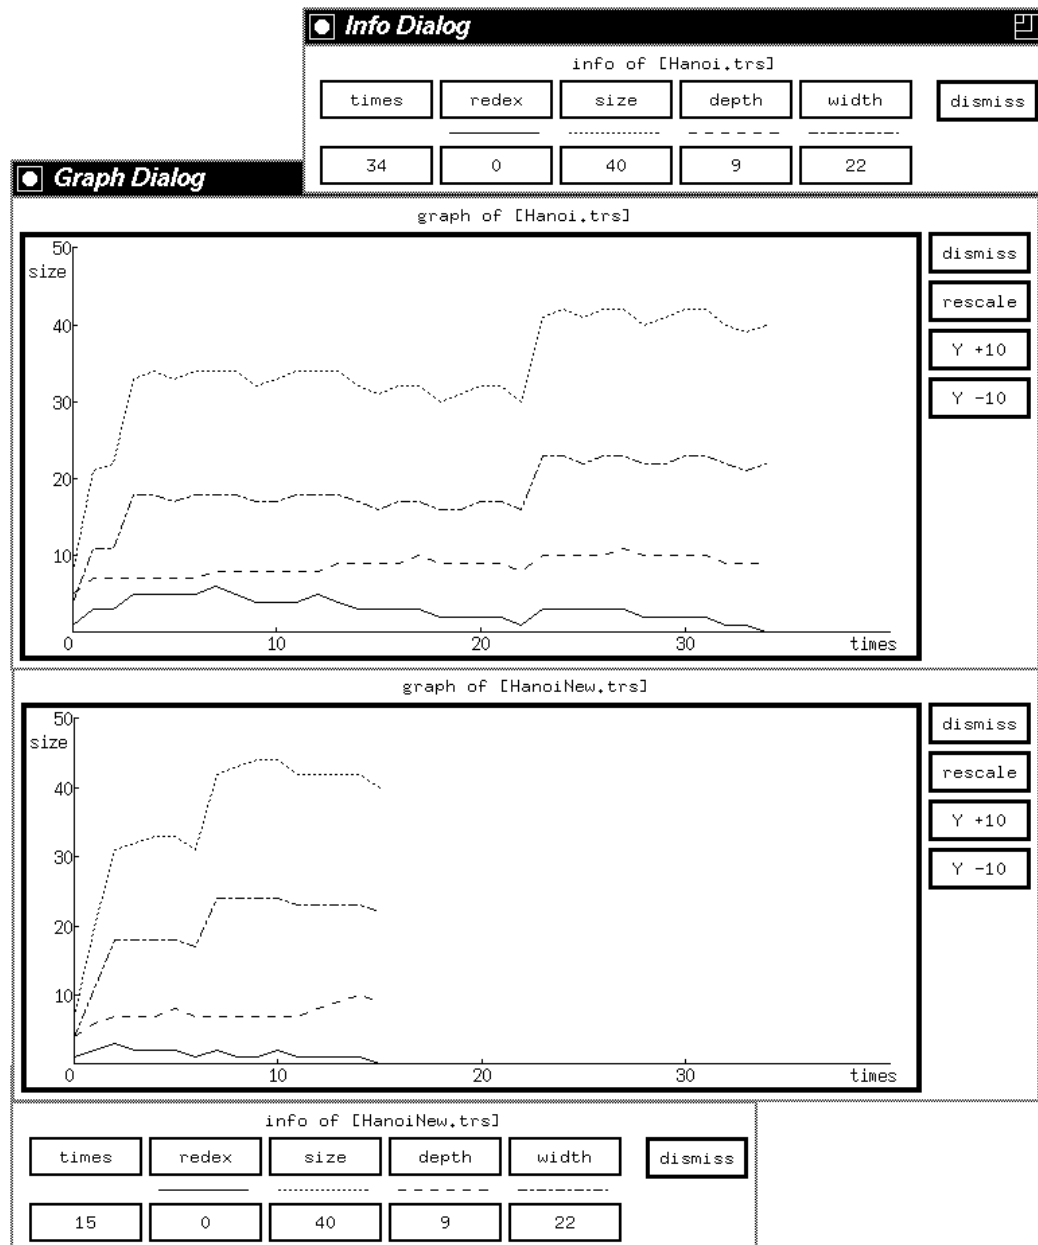 Info Dialog
info of [Hanoi.trs]
times redex size depth width dismiss
34 0 40 9 22
Graph Dialog
graph of [Hanoi.trs]
50
size
40
30
20
10
0 10 20 30 times
dismiss
rescale
Y +10
Y -10
graph of [HanoiNew.trs]
50
size
40
30
20
10
0 10 20 30 times
dismiss
rescale
Y +10
Y -10
info of [HanoiNew.trs]
times redex size depth width dismiss
15 0 40 9 22